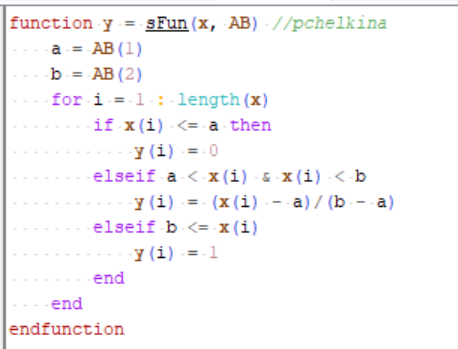 function y = sFun(x, AB) //pchelkina
    a = AB(1)
    b = AB(2)
    for i = 1 : length(x)
        if x(i) <= a then
            y(i) = 0
        elseif a < x(i) & x(i) < b
            y(i) = (x(i) - a)/(b - a)
        elseif b <= x(i)
            y(i) = 1
        end
    end
endfunction